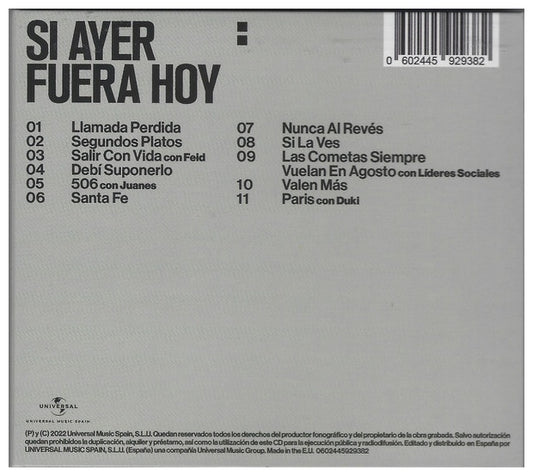 SI AYER :
FUERA HOY
0 602445 929382
01 Llamada Perdida
02 Segundos Platos
03 Salir Con Vida con Feid
04 Debí Suponerlo
05 506 con Juanes
06 Santa Fe
07 Nunca Al Revés
08 Si La Ves
09 Las Cometas Siempre
Vuelan En Agosto con Líderes Sociales
10 Valen Más
11 Paris con Duki
UNIVERSAL
UNIVERSAL MUSIC SPAIN
(P) y (C) 2022 Universal Music Spain, S.L.U. Quedan reservados todos los derechos del productor fonográfico y del propietario de la obra grabada. Salvo autorización
quedan prohibidos la duplicación, alquiler y préstamo, así como la utilización de este CD para la ejecución pública y radiodifusión. Editado y distribuido en España por
UNIVERSAL MUSIC SPAIN, S.L.U. (España) una compañía Universal Music Group. Made in the E.U. 0602445929382